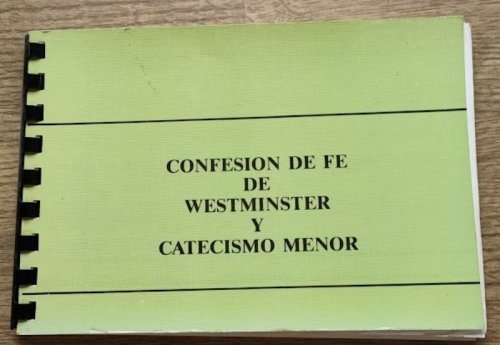 CONFESION DE FE
DE
WESTMINSTER
Y
CATECISMO MENOR